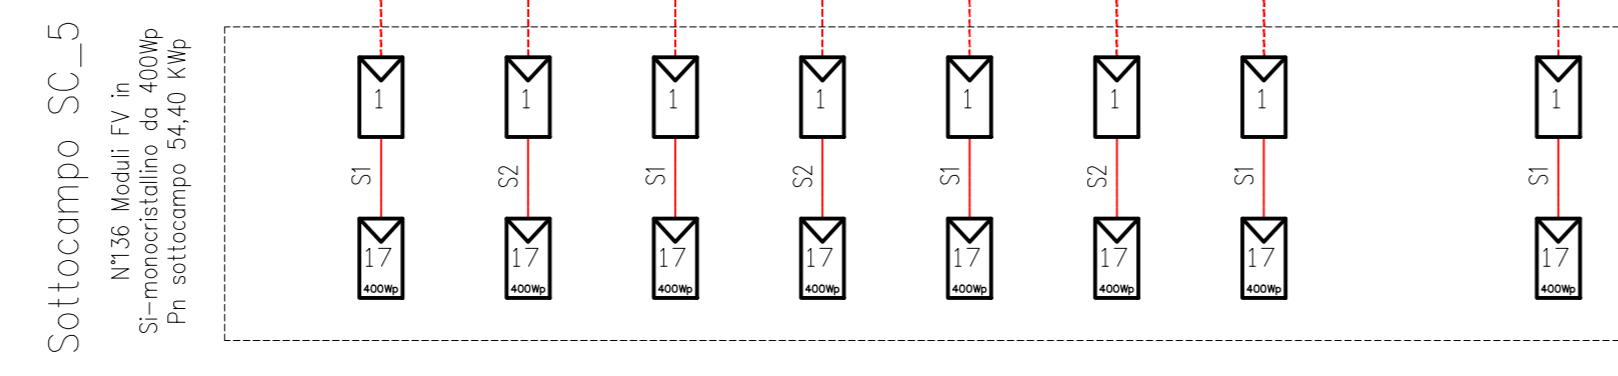 Sottocampo SC_5
N°136 Moduli FV in
Si-monocristallino da 400Wp
Pn sottocampo 54,40 KWp
1 1 1 1 1 1 1 1
S1 S2 S1 S2 S1 S2 S1 S1
17 17 17 17 17 17 17 17
400Wp 400Wp 400Wp 400Wp 400Wp 400Wp 400Wp 400Wp